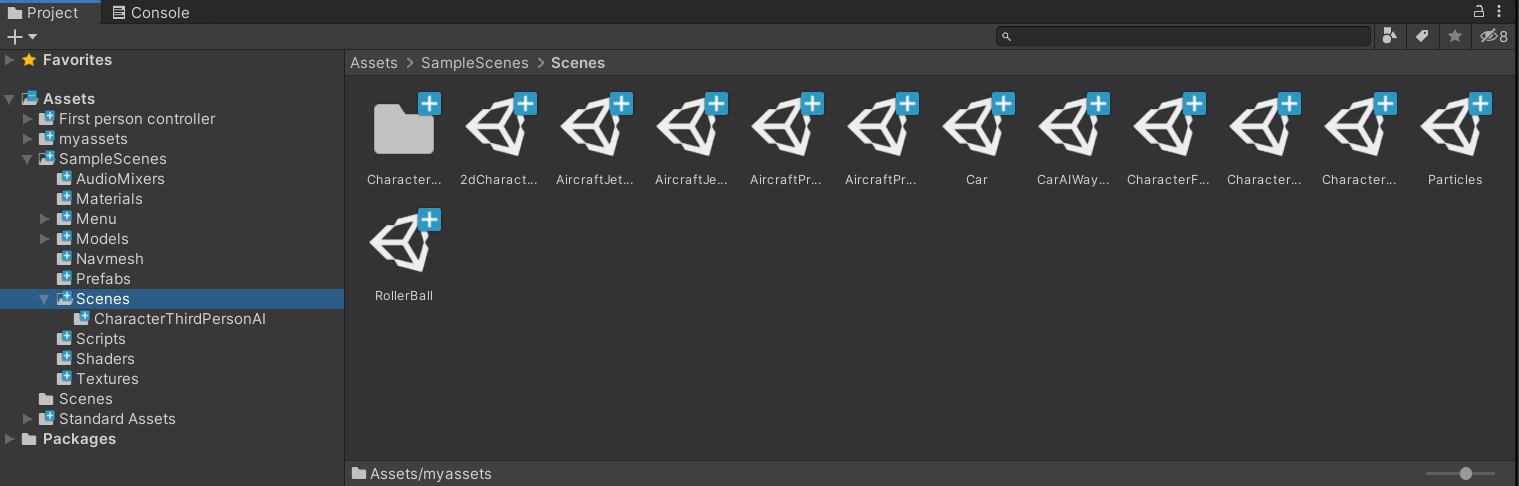 Project Console
8
Favorites
Assets
First person controller
myassets
SampleScenes
AudioMixers
Materials
Menu
Models
Navmesh
Prefabs
Scenes
CharacterThirdPersonAI
Scripts
Shaders
Textures
Scenes
Standard Assets
Packages
Assets > SampleScenes > Scenes
Character... 2dCharact... AircraftJet... AircraftJe... AircraftPr... AircraftPr... Car CarAIWay... CharacterF... Character... Character... Particles
RollerBall
Assets/myassets